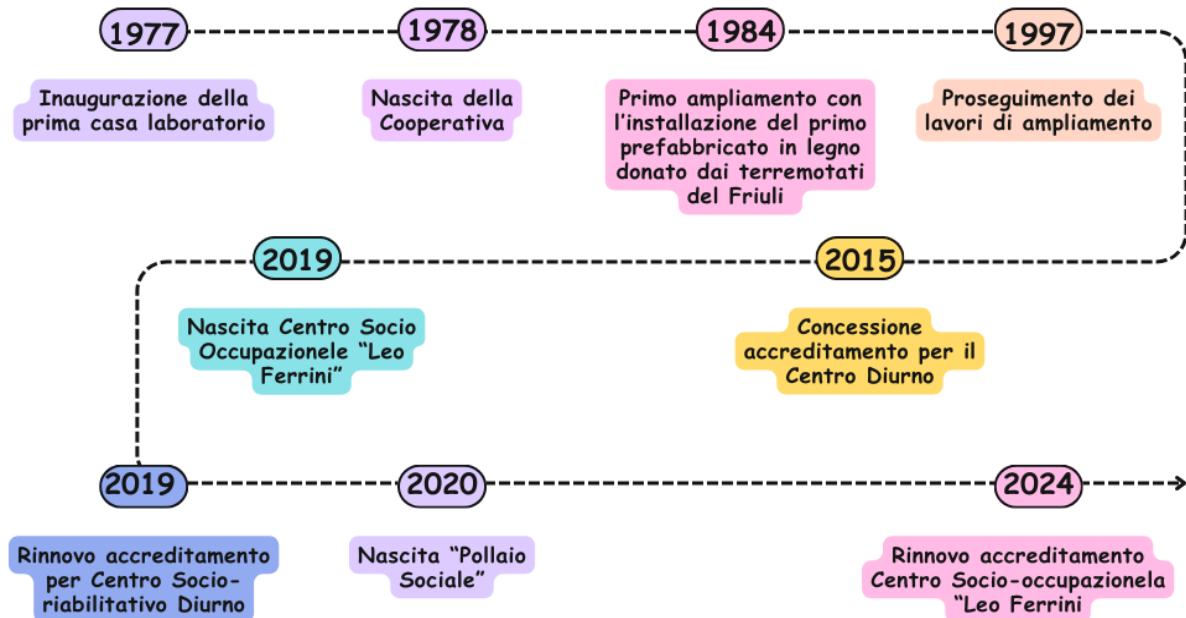 1977
Inaugurazione della
prima casa laboratorio
1978
Nascita della
Cooperativa
1984
Primo ampliamento con
l'installazione del primo
prefabbricato in legno
donato dai terremotati
del Friuli
1997
Proseguimento dei
lavori di ampliamento
2015
Concessione
accreditamento per il
Centro Diurno
2019
Nascita Centro Socio
Occupazionele "Leo
Ferrini"
2019
Rinnovo accreditamento
per Centro Socio-
riabilitativo Diurno
2020
Nascita "Pollaio
Sociale"
2024
Rinnovo accreditamento
Centro Socio-occupazionela
"Leo Ferrini